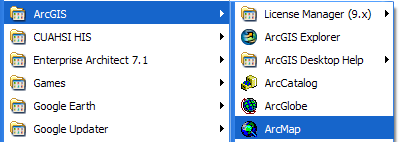 ArcGIS
CUAHSI HIS
Enterprise Architect 7.1
Games
Google Earth
Google Updater
License Manager (9.x)
ArcGIS Explorer
ArcGIS Desktop Help
ArcCatalog
ArcGlobe
ArcMap